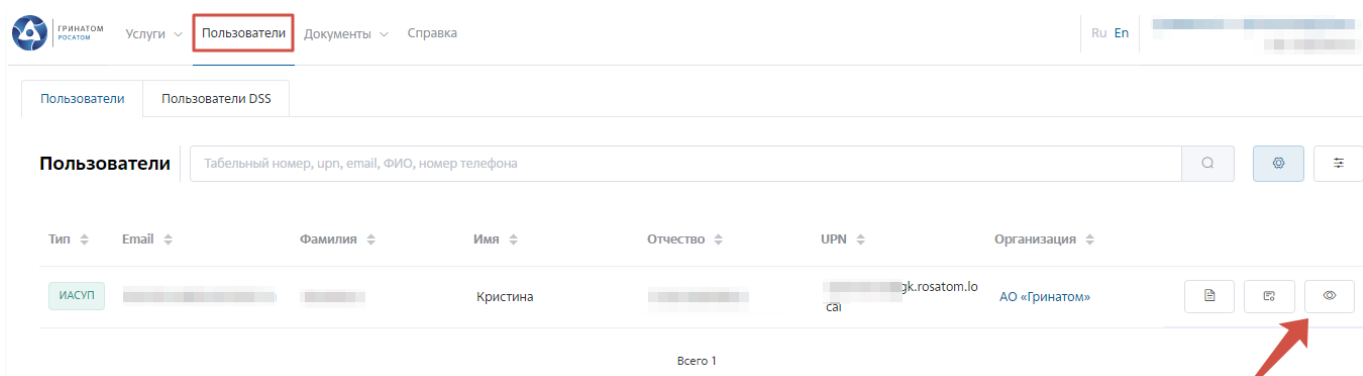 ГРИНАТОМ
РОСАТОМ
Услуги Пользователи Документы Справка Ru En
Пользователи Пользователи DSS
Пользователи Табельный номер, upn, email, ФИО, номер телефона
Тип Email Фамилия Имя Отчество UPN Организация
ИАСУП Кристина gk.rosatom.lo АО «Гринатом»
cal
Всего 1